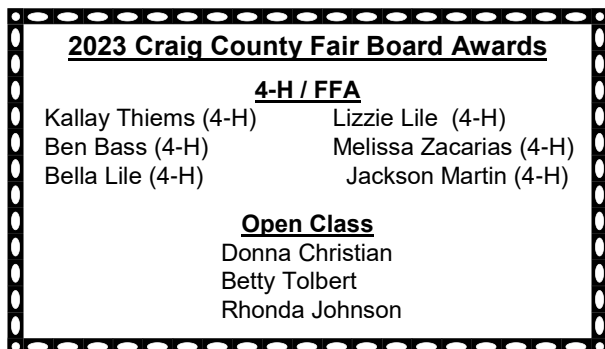 2023 Craig County Fair Board Awards
4-H / FFA
Kallay Thiems (4-H) Lizzie Lile (4-H)
Ben Bass (4-H) Melissa Zacarias (4-H)
Bella Lile (4-H) Jackson Martin (4-H)
Open Class
Donna Christian
Betty Tolbert
Rhonda Johnson